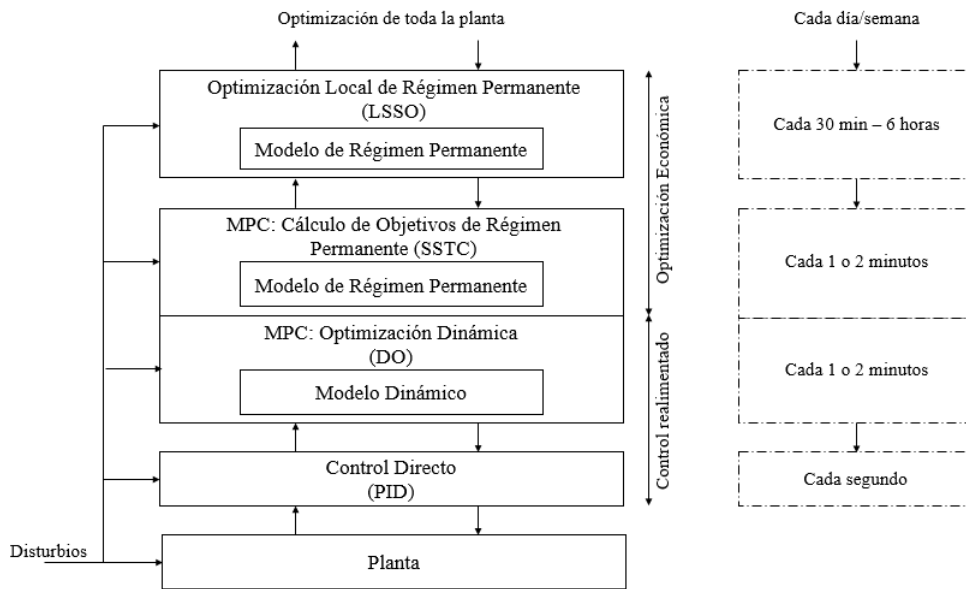 Optimización de toda la planta
Cada día/semana
Optimización Local de Régimen Permanente
(LSSO)
Modelo de Régimen Permanente
Cada 30 min – 6 horas
Optimización Económica
MPC: Cálculo de Objetivos de Régimen
Permanente (SSTC)
Modelo de Régimen Permanente
Cada 1 o 2 minutos
MPC: Optimización Dinámica
(DO)
Modelo Dinámico
Cada 1 o 2 minutos
Control realimentado
Control Directo
(PID)
Cada segundo
Disturbios
Planta